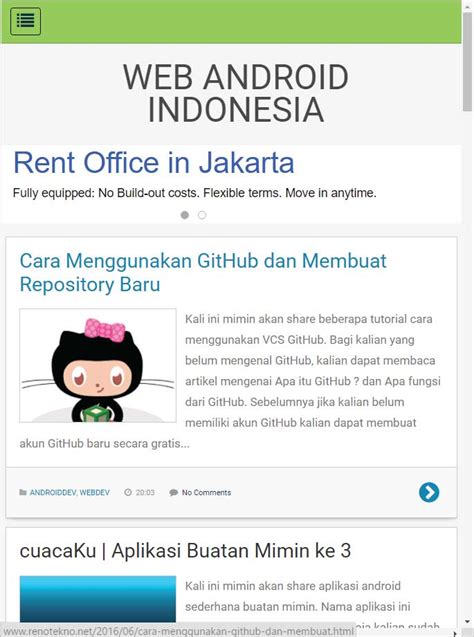 WEB ANDROID
INDONESIA
Rent Office in Jakarta
Fully equipped: No Build-out costs. Flexible terms. Move in anytime.
Cara Menggunakan GitHub dan Membuat
Repository Baru
Kali ini mimin akan share beberapa tutorial cara
menggunakan VCS GitHub. Bagi kalian yang
belum mengenal GitHub, kalian dapat membaca
artikel mengenai Apa itu GitHub ? dan Apa fungsi
dari GitHub. Sebelumnya jika kalian belum
memiliki akun GitHub kalian dapat membuat
akun GitHub baru secara gratis...
ANDROIDDEV, WEBDEV 20:03 No Comments
cuacaKu | Aplikasi Buatan Mimin ke 3
Kali ini mimin akan share aplikasi android
sederhana buatan mimin. Nama aplikasi ini
www.renotekno.net/2016/06/cara-menggunakan-github-dan-membuat.html
kalian sudah